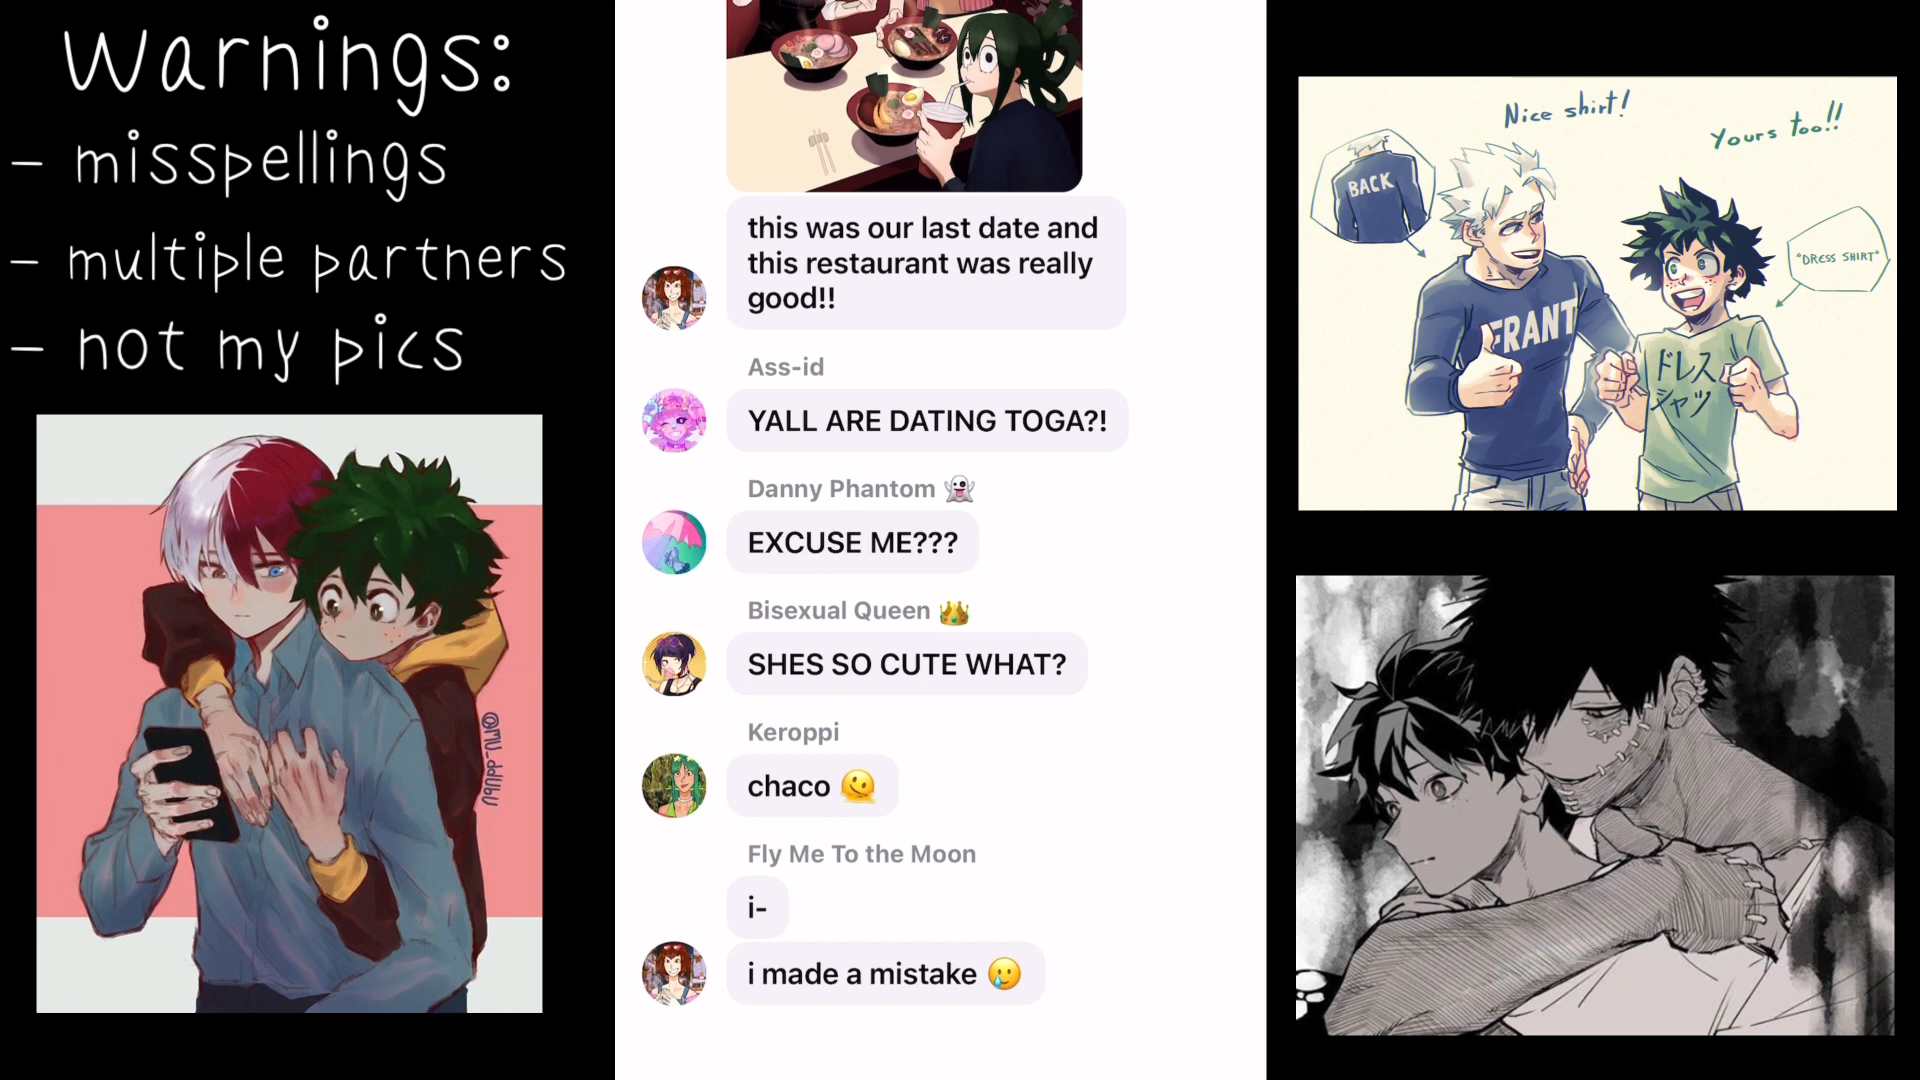 Warnings:
- misspellings
- multiple partners
- not my pics
this was our last date and
this restaurant was really
good!!
Ass-id
YALL ARE DATING TOGA?!
Danny Phantom 👻
EXCUSE ME???
Bisexual Queen 👑
SHES SO CUTE WHAT?
Keroppi
chaco 🫠
Fly Me To the Moon
i-
i made a mistake 🥲
Nice shirt!
Yours too!!
BACK
FRANT
"DRESS SHIRT"
ドレス
シャツ